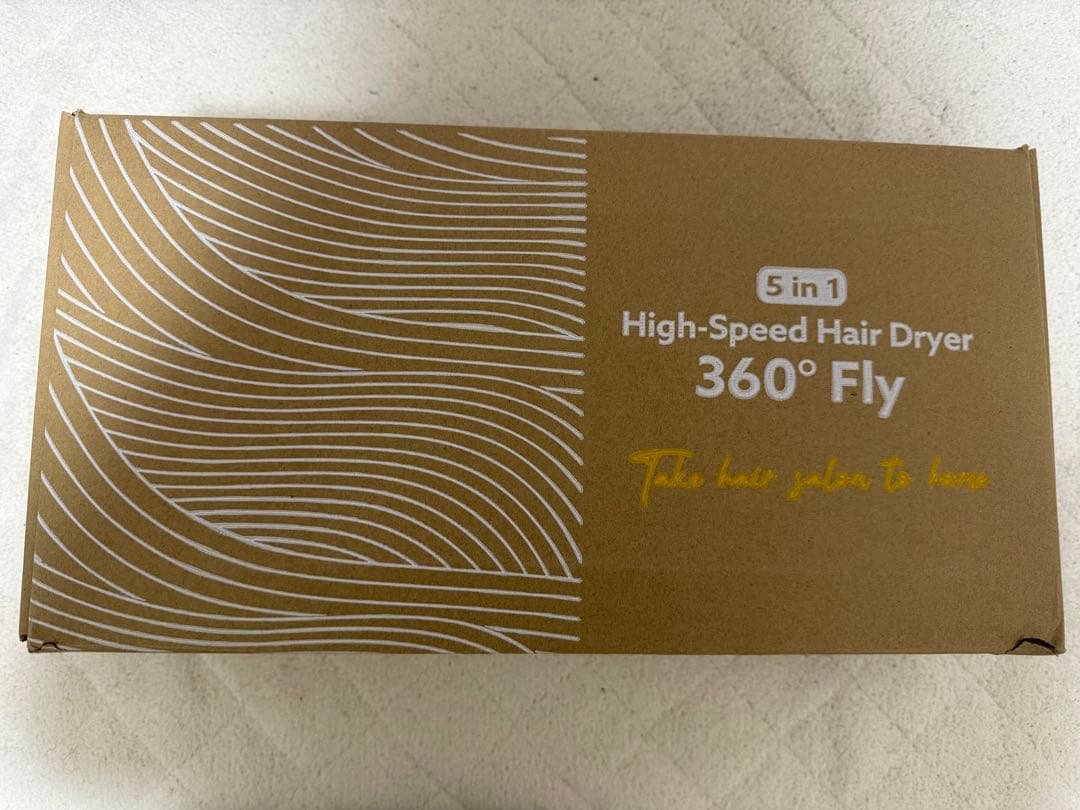 5 in 1
High-Speed Hair Dryer
360° Fly
Take hair salon to home